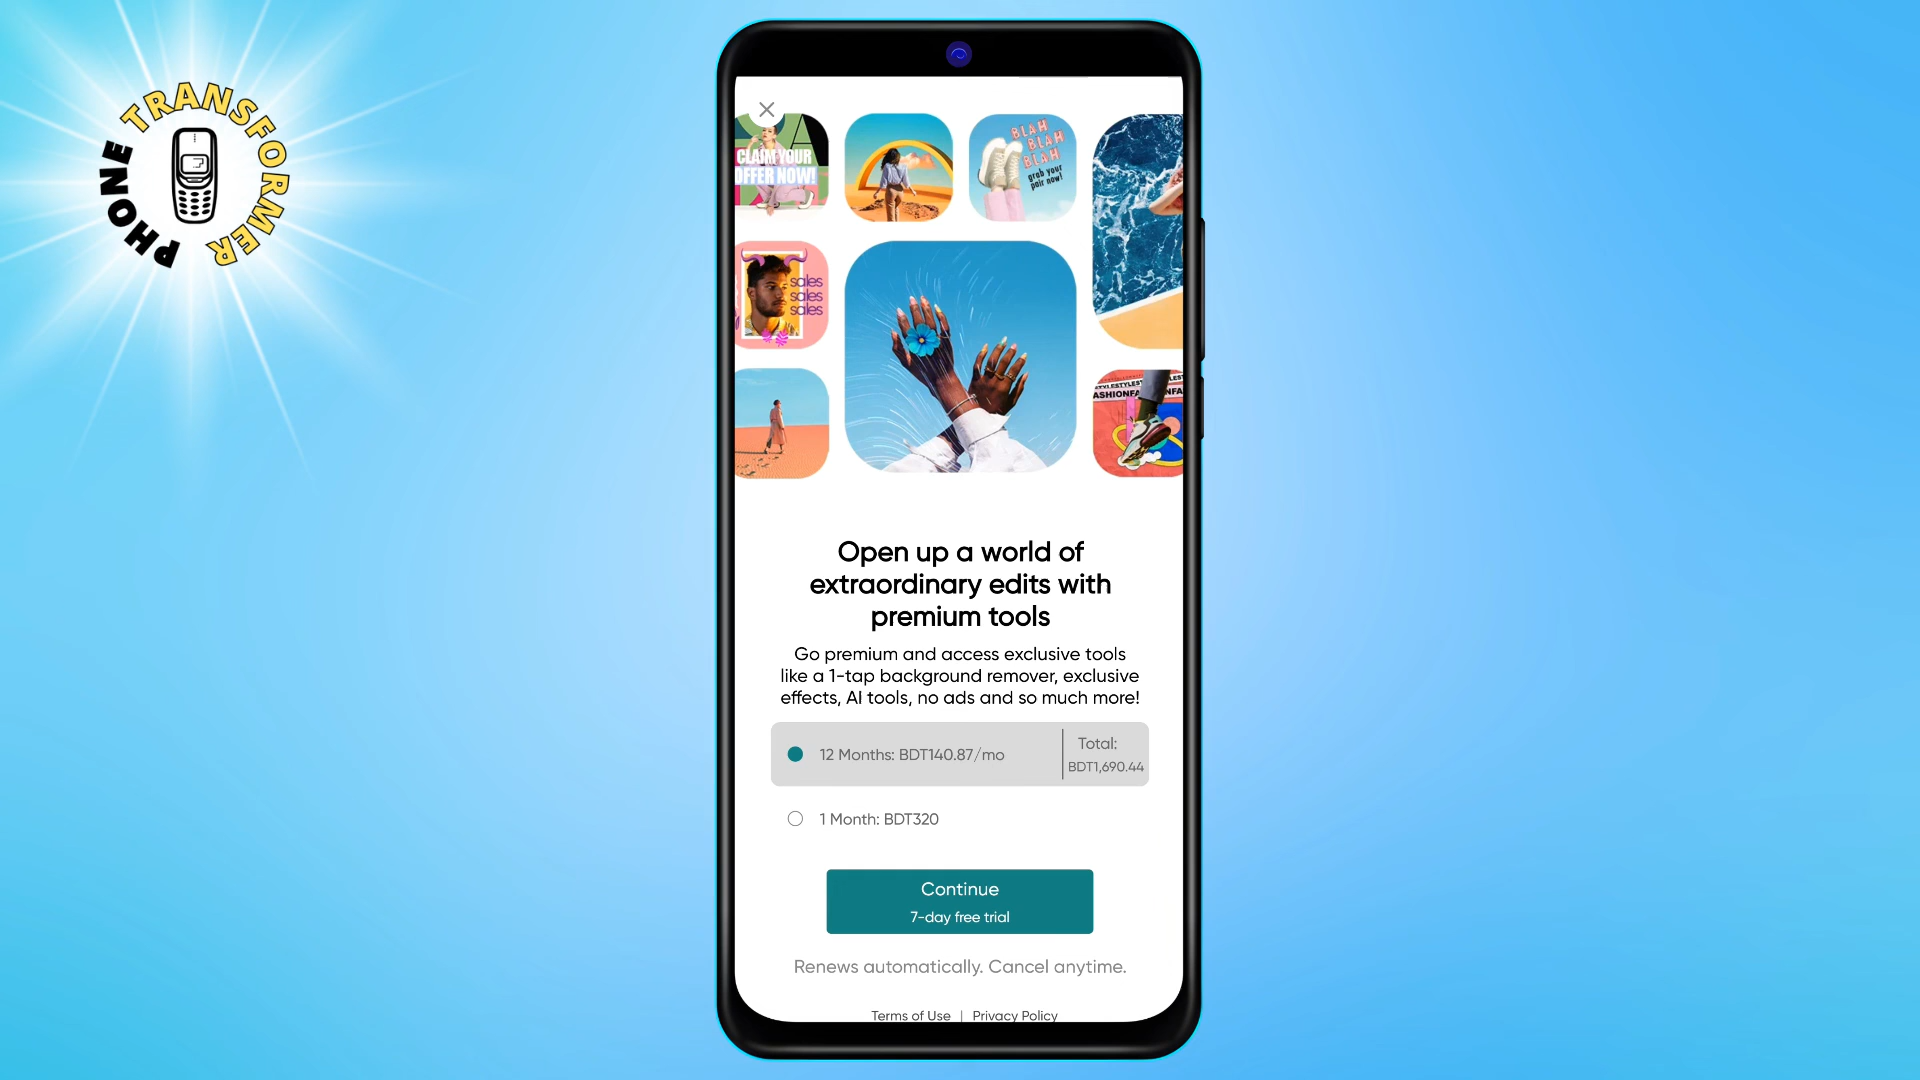 PHONE TRANSFORMER
CLAIM YOUR
OFFER NOW!
BLAH
BLAH
BLAH
grab your
pair now!
sales
sales
sales
Open up a world of
extraordinary edits with
premium tools
Go premium and access exclusive tools
like a 1-tap background remover, exclusive
effects, AI tools, no ads and so much more!
12 Months: BDT140.87/mo
Total:
BDT1,690.44
1 Month: BDT320
Continue
7-day free trial
Renews automatically. Cancel anytime.
Terms of Use | Privacy Policy